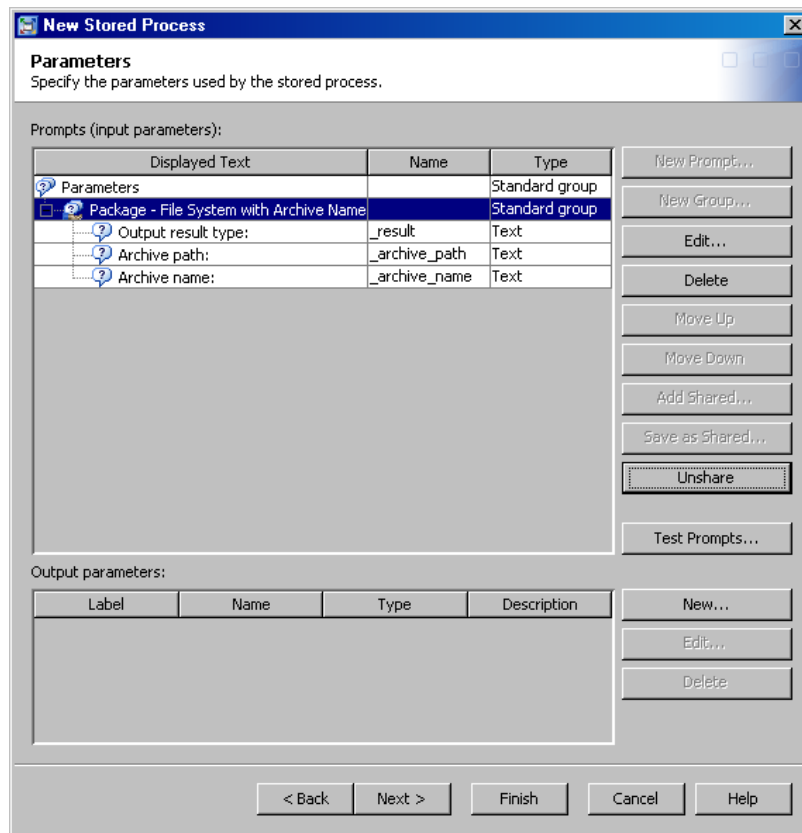 New Stored Process
Parameters
Specify the parameters used by the stored process.
Prompts (input parameters):
Displayed Text Name Type
Parameters Standard group
Package - File System with Archive Name Standard group
Output result type: _result Text
Archive path: _archive_path Text
Archive name: _archive_name Text
New Prompt...
New Group...
Edit...
Delete
Move Up
Move Down
Add Shared...
Save as Shared...
Unshare
Test Prompts...
Output parameters:
Label Name Type Description
New...
Edit...
Delete
< Back Next > Finish Cancel Help